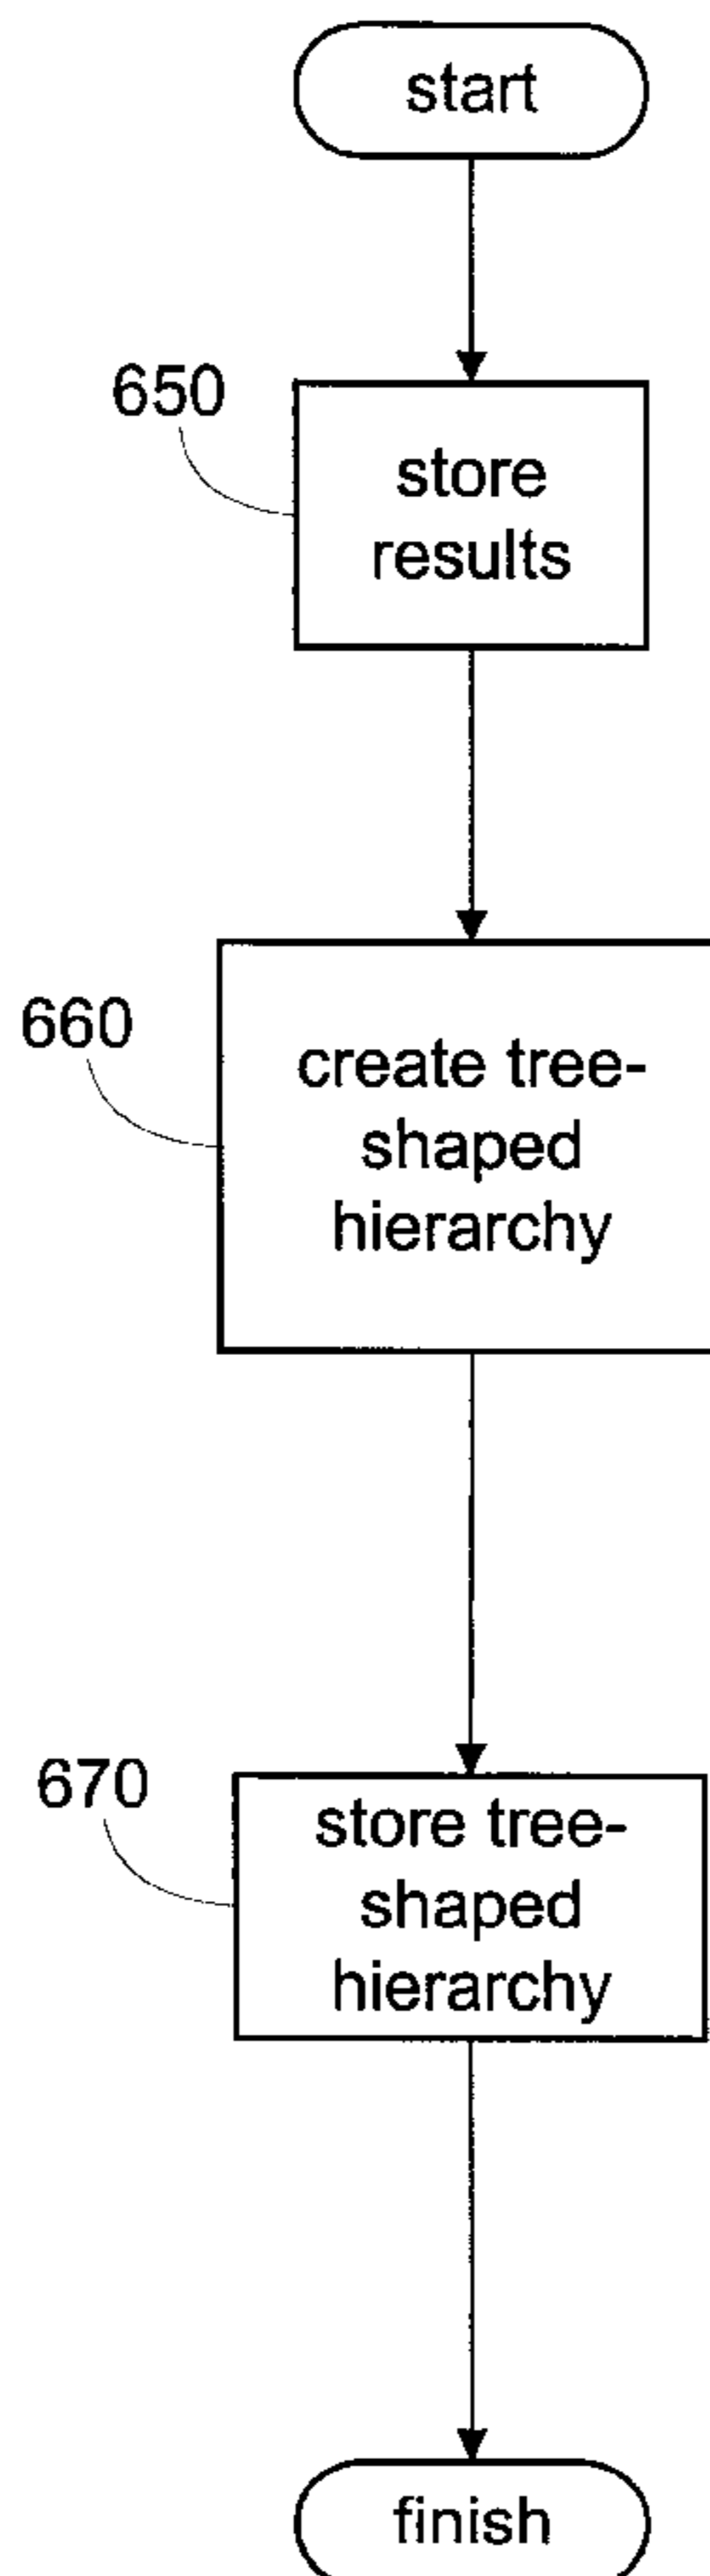 start
650
store
results
660
create tree-
shaped
hierarchy
670
store tree-
shaped
hierarchy
finish